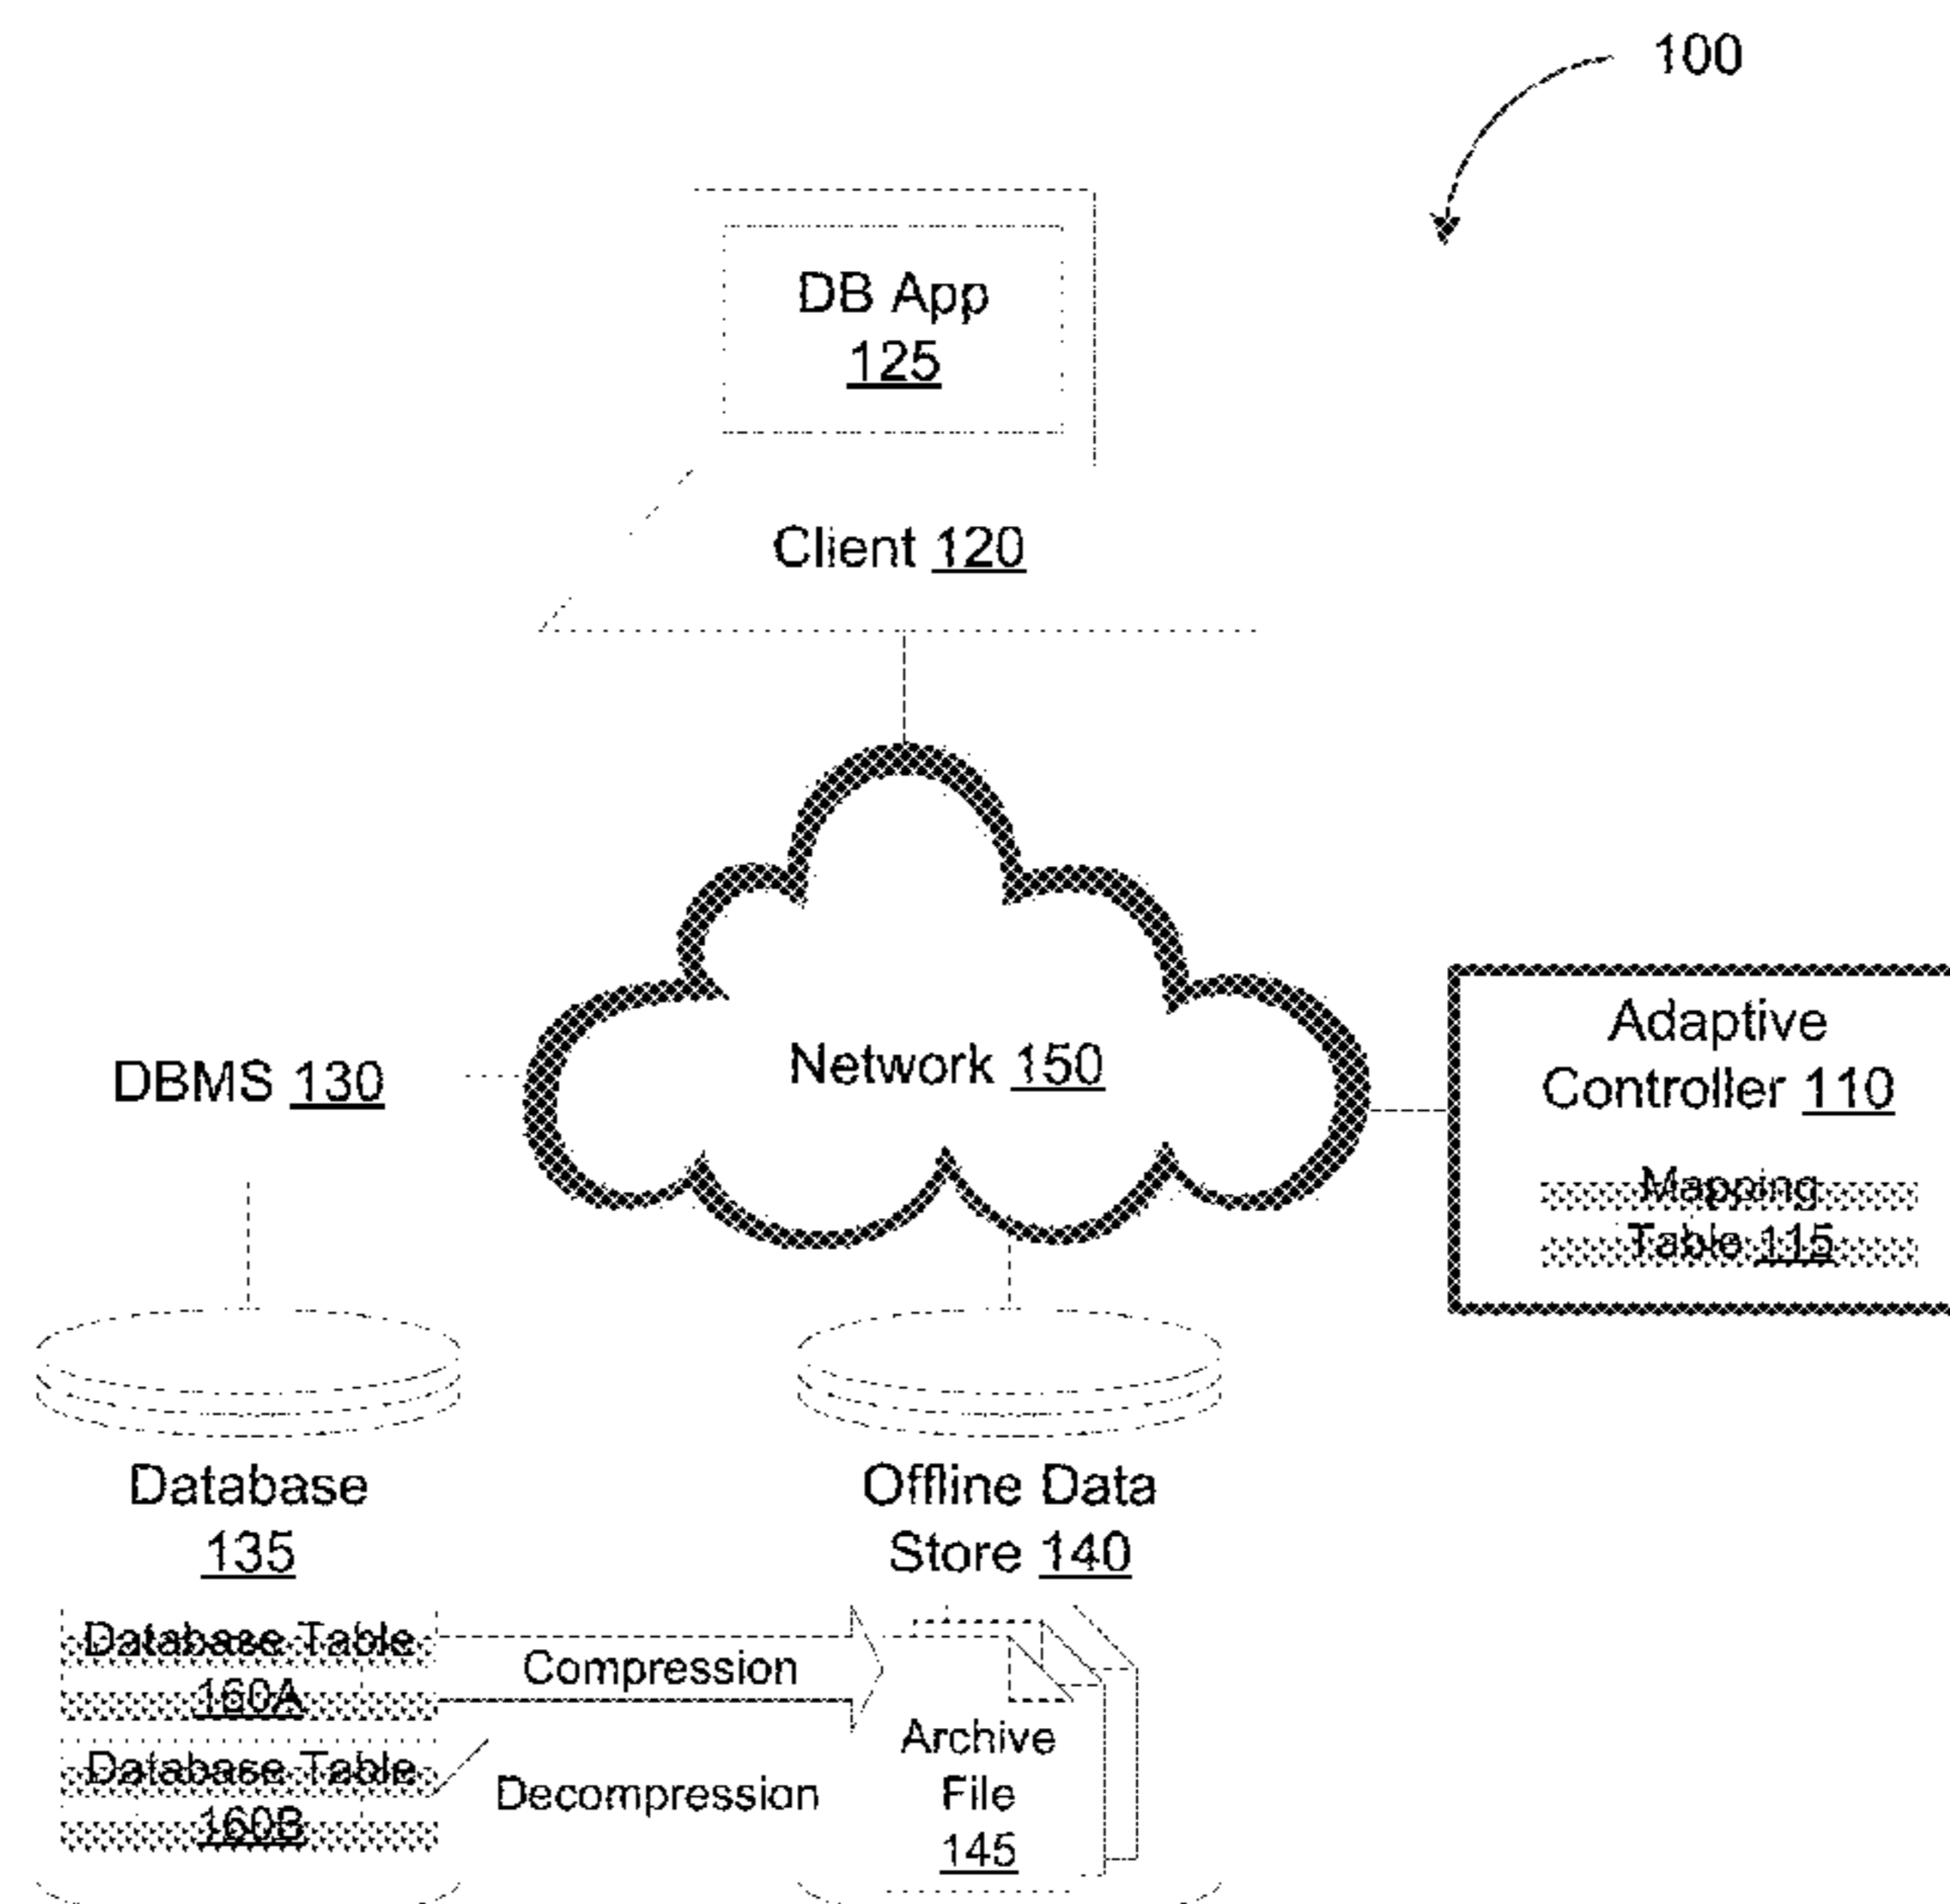 100
DB App
125
Client 120
Network 150
DBMS 130
Adaptive
Controller 110
Mapping
Table 115
Database
135
Offline Data
Store 140
Database Table
160A
Compression
Database Table
160B
Decompression
Archive
File
145